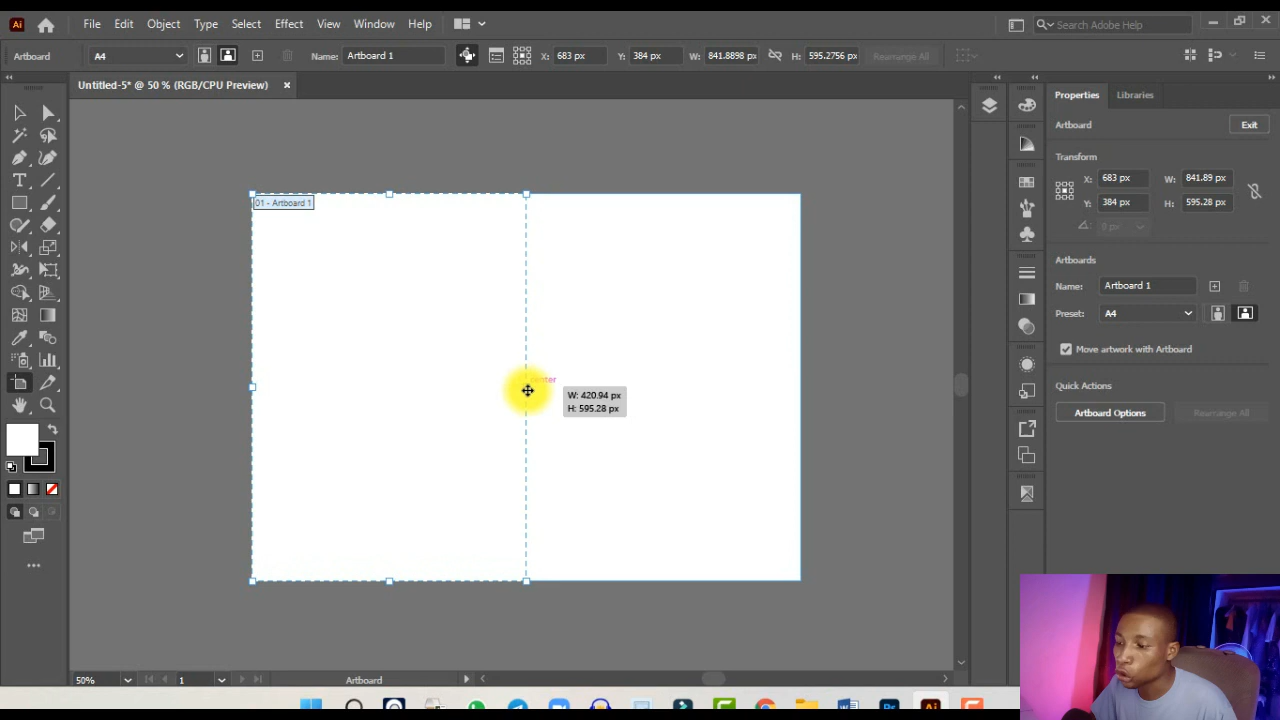 Ai File Edit Object Type Select Effect View Window Help Search Adobe Help
Artboard A4 Name: Artboard 1 X: 683 px Y: 384 px W: 841.8898 px H: 595.2756 px Rearrange All
Untitled-5* @ 50 % (RGB/CPU Preview) ×
Properties Libraries
Artboard Exit
Transform
X: 683 px W: 841.89 px
Y: 384 px H: 595.28 px
0 px
Artboards
Name: Artboard 1
Preset: A4
Move artwork with Artboard
Quick Actions
Artboard Options Rearrange All
01 - Artboard 1
W: 420.94 px
H: 595.28 px
50% 1 Artboard